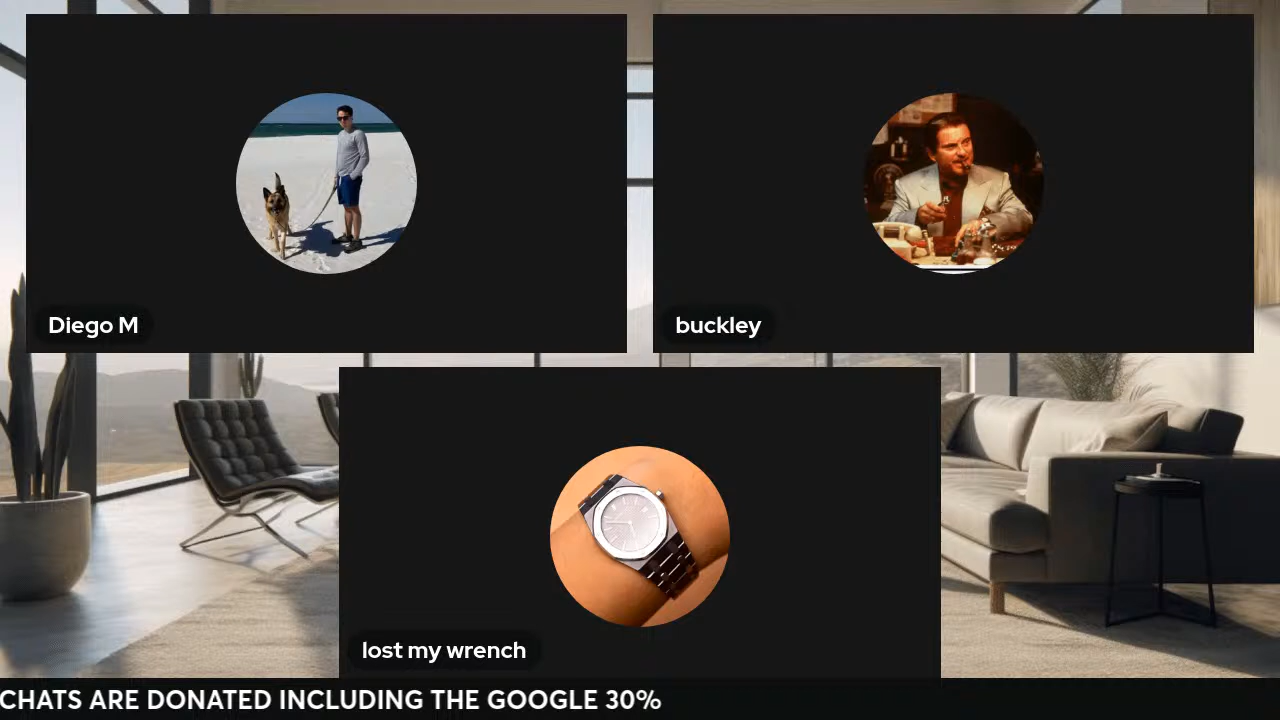 Diego M
buckley
lost my wrench
CHATS ARE DONATED INCLUDING THE GOOGLE 30%